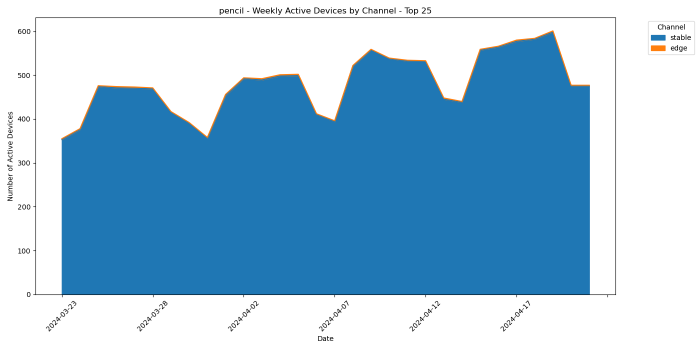 pencil - Weekly Active Devices by Channel - Top 25
Number of Active Devices
600
500
400
300
200
100
0
2024-03-23
2024-03-28
2024-04-02
2024-04-07
2024-04-12
2024-04-17
Date
Channel
stable
edge